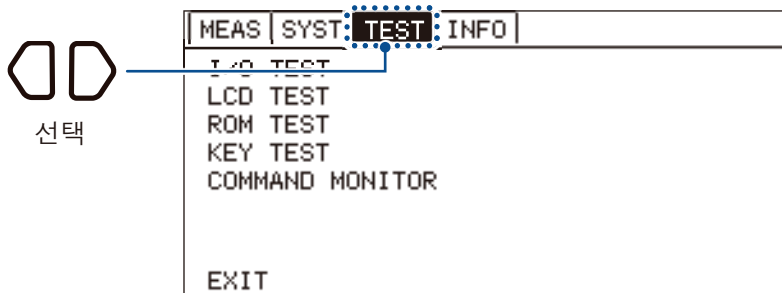 MEAS SYST TEST INFO
I/O TEST
LCD TEST
선택
ROM TEST
KEY TEST
COMMAND MONITOR
EXIT